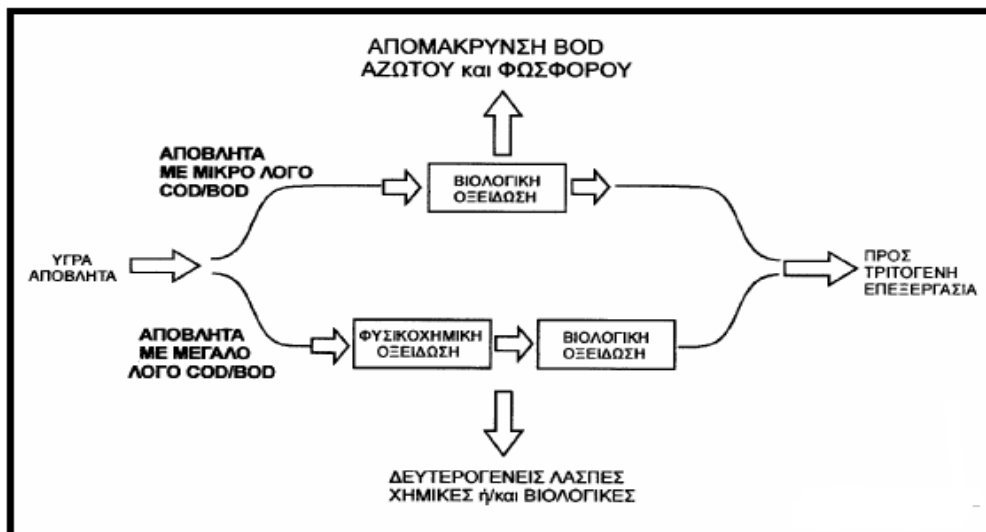 ΑΠΟΜΑΚΡΥΝΣΗ BOD
ΑΖΩΤΟΥ και ΦΩΣΦΟΡΟΥ
ΑΠΟΒΛΗΤΑ
ΜΕ ΜΙΚΡΟ ΛΟΓΟ
COD/BOD
ΒΙΟΛΟΓΙΚΗ
ΟΞΕΙΔΩΣΗ
ΥΓΡΑ
ΑΠΟΒΛΗΤΑ
ΠΡΟΣ
ΤΡΙΤΟΓΕΝΗ
ΕΠΕΞΕΡΓΑΣΙΑ
ΑΠΟΒΛΗΤΑ
ΜΕ ΜΕΓΑΛΟ
ΛΟΓΟ COD/BOD
ΦΥΣΙΚΟΧΗΜΙΚΗ
ΟΞΕΙΔΩΣΗ
ΒΙΟΛΟΓΙΚΗ
ΟΞΕΙΔΩΣΗ
ΔΕΥΤΕΡΟΓΕΝΕΙΣ ΛΑΣΠΕΣ
ΧΗΜΙΚΕΣ ή/και ΒΙΟΛΟΓΙΚΕΣ